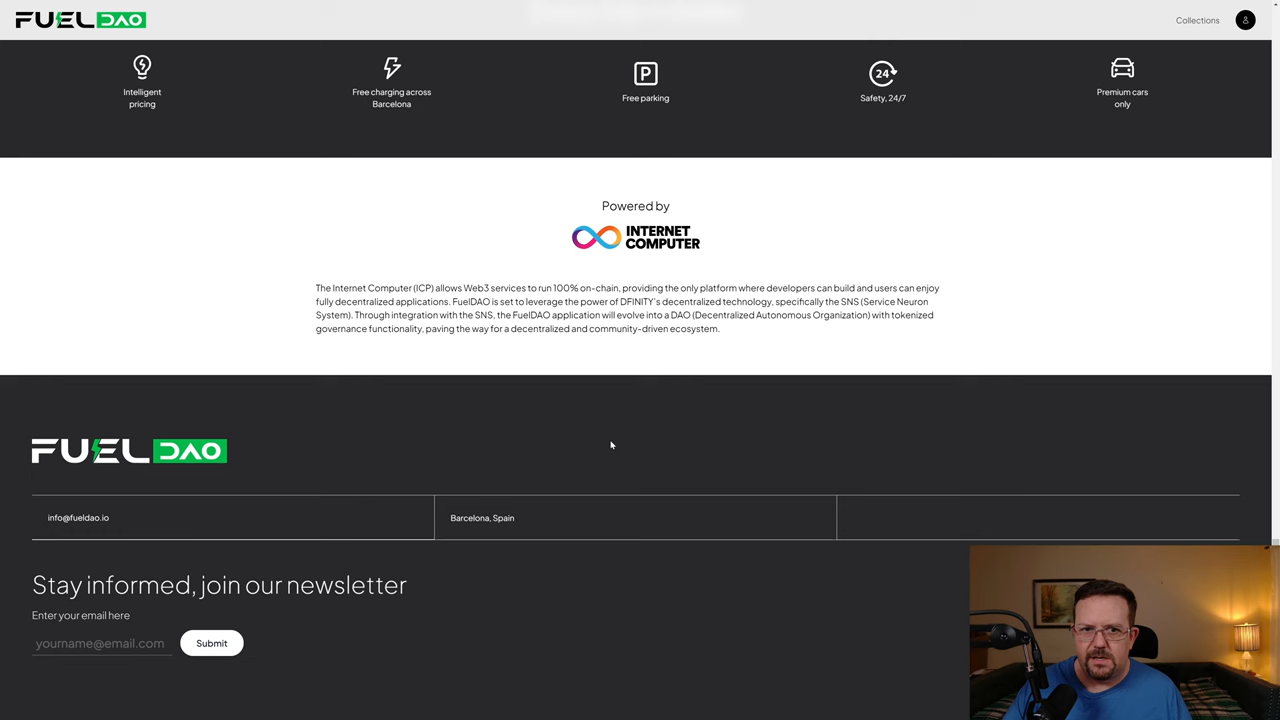 FUEL DAO
Collections
Intelligent
pricing
Free charging across
Barcelona
P
Free parking
24
Safety, 24/7
Premium cars
only
Powered by
INTERNET
COMPUTER
The Internet Computer (ICP) allows Web3 services to run 100% on-chain, providing the only platform where developers can build and users can enjoy
fully decentralized applications. FuelDAO is set to leverage the power of DFINITY's decentralized technology, specifically the SNS (Service Neuron
System). Through integration with the SNS, the FuelDAO application will evolve into a DAO (Decentralized Autonomous Organization) with tokenized
governance functionality, paving the way for a decentralized and community-driven ecosystem.
FUEL DAO
info@fueldao.io
Barcelona, Spain
Stay informed, join our newsletter
Enter your email here
yourname@email.com
Submit